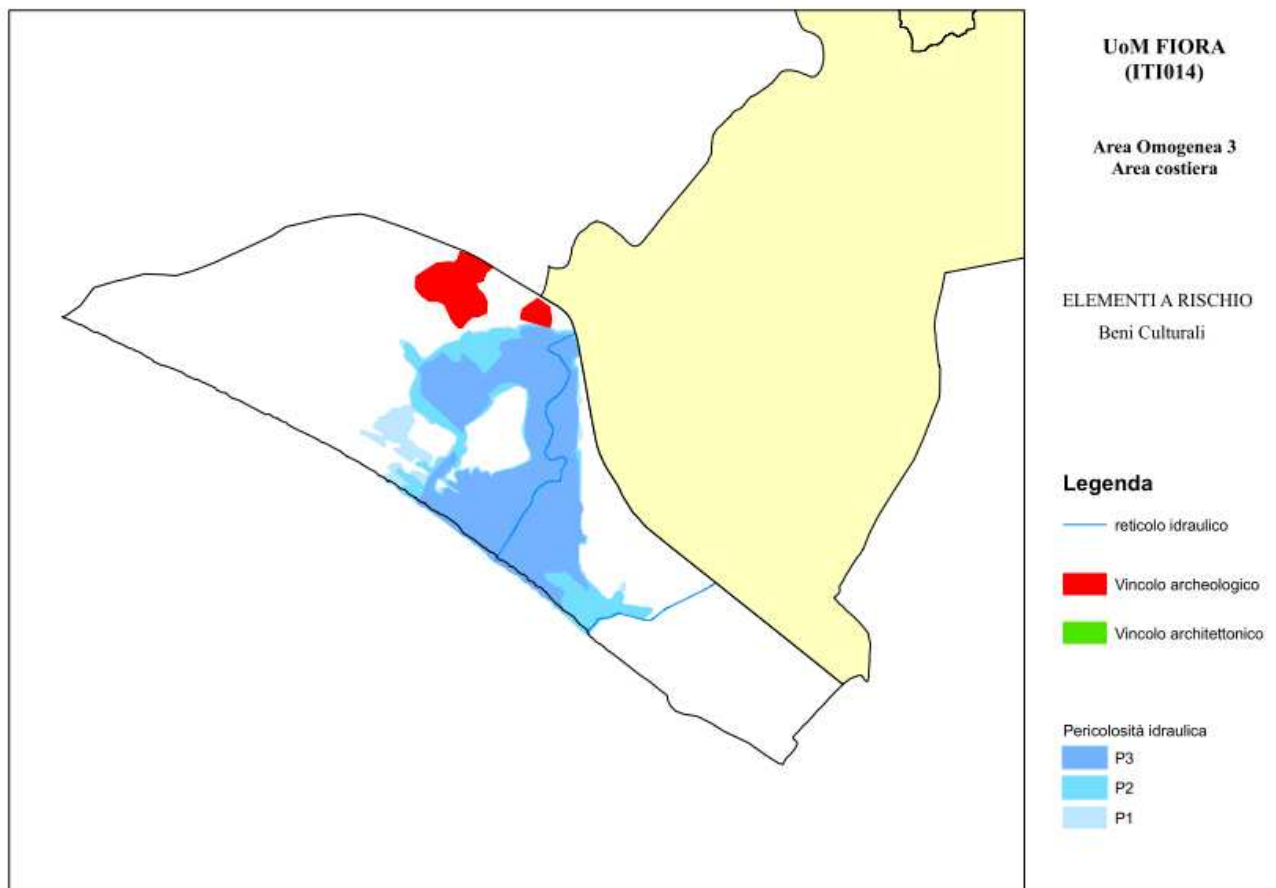 UoM FIORA
(ITI014)
Area Omogenea 3
Area costiera
ELEMENTI A RISCHIO
Beni Culturali
Legenda
reticolo idraulico
Vincolo archeologico
Vincolo architettonico
Pericolosità idraulica
P3
P2
P1